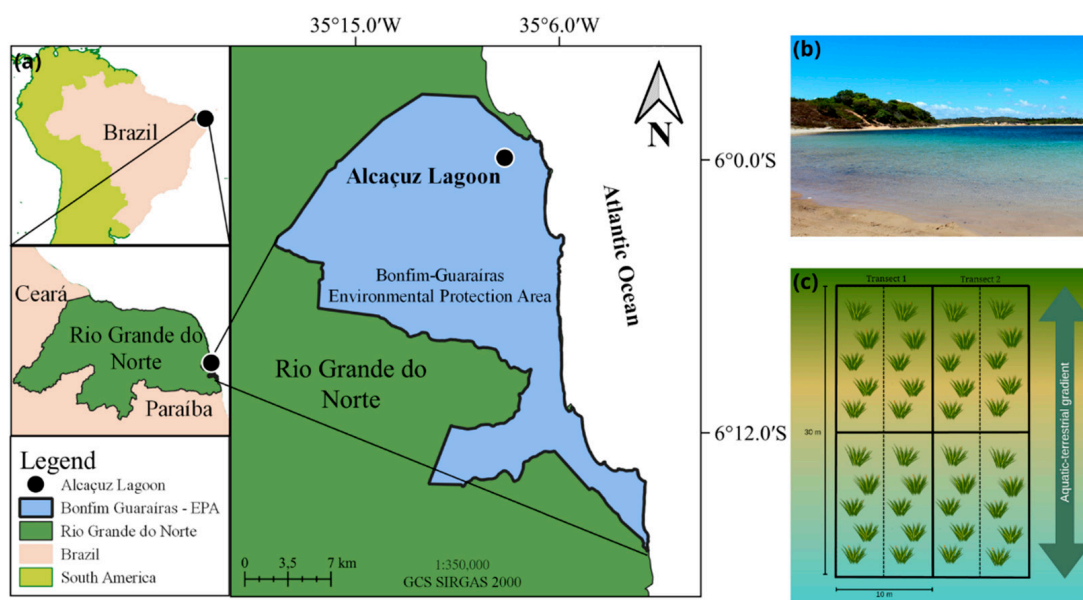 35°15.0'W
35°6.0'W
(a)
Brazil
Ceará
Rio Grande do
Norte
Paraíba
Legend
Alcaçuz Lagoon
Bonfim Guaraíras - EPA
Rio Grande do Norte
Brazil
South America
Alcaçuz Lagoon
Bonfim-Guaraíras
Environmental Protection Area
Rio Grande do
Norte
Atlantic Ocean
N
6°0.0'S
6°12.0'S
0 3,5 7 km
1:350,000
GCS SIRGAS 2000
(b)
(c)
Transect 1
Transect 2
30 m
10 m
Aquatic-terrestrial gradient